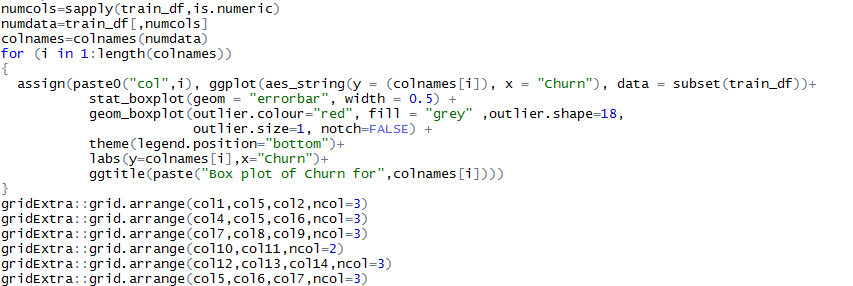 numcols=sapply(train_df,is.numeric)
numdata=train_df[,numcols]
colnames=colnames(numdata)
for (i in 1:length(colnames))
{
  assign(paste0("col",i), ggplot(aes_string(y = (colnames[i]), x = "Churn"), data = subset(train_df))+
           stat_boxplot(geom = "errorbar", width = 0.5) +
           geom_boxplot(outlier.colour="red", fill = "grey" ,outlier.shape=18,
                        outlier.size=1, notch=FALSE) +
           theme(legend.position="bottom")+
           labs(y=colnames[i],x="Churn")+
           ggtitle(paste("Box plot of Churn for",colnames[i])))
}
gridExtra::grid.arrange(col1,col5,col2,ncol=3)
gridExtra::grid.arrange(col4,col5,col6,ncol=3)
gridExtra::grid.arrange(col7,col8,col9,ncol=3)
gridExtra::grid.arrange(col10,col11,ncol=2)
gridExtra::grid.arrange(col12,col13,col14,ncol=3)
gridExtra::grid.arrange(col5,col6,col7,ncol=3)